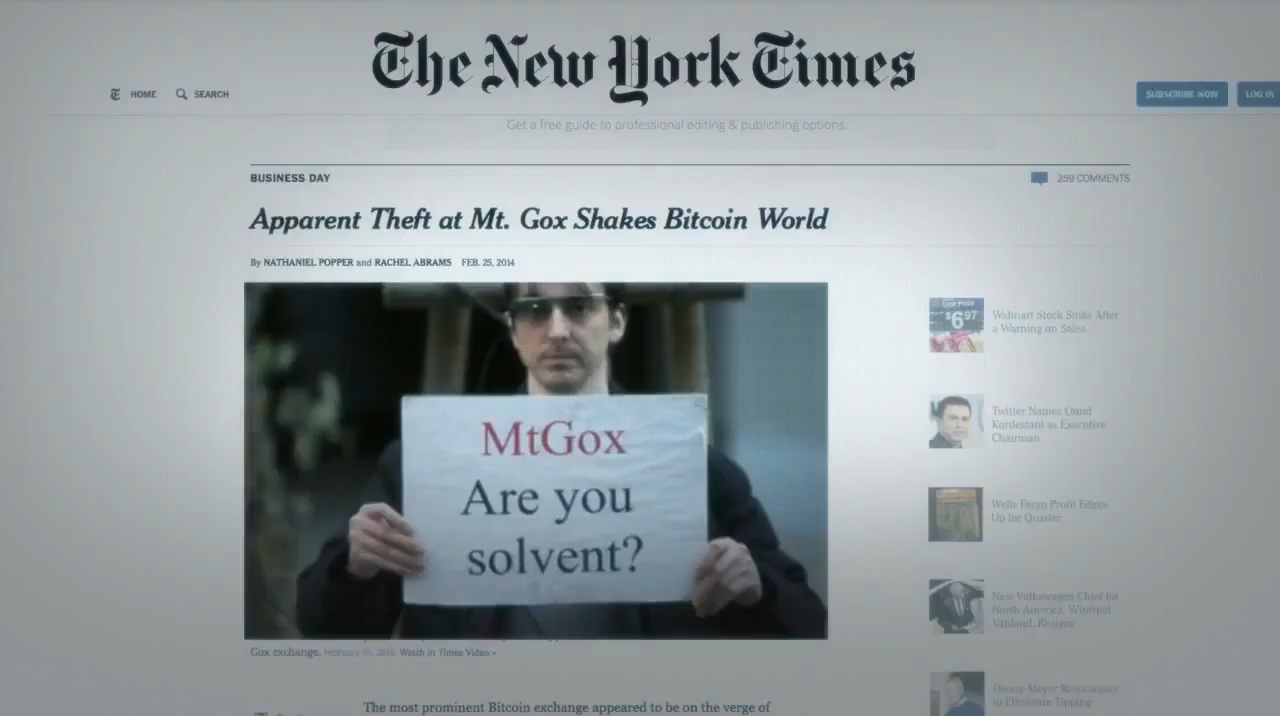 The New York Times
HOME
SEARCH
SUBSCRIBE NOW
LOG IN
Get a free guide to professional editing & publishing options.
BUSINESS DAY
259 COMMENTS
Apparent Theft at Mt. Gox Shakes Bitcoin World
By NATHANIEL POPPER and RACHEL ABRAMS FEB. 25, 2014
MtGox
Are you
solvent?
Low Price
$6.97
Walmart Stock Sinks After
a Warning on Sales
Twitter Names Omid
Kordestani as Executive
Chairman
Wells Fargo Profit Edges
Up for Quarter
New Volkswagen Chief for
North America, Winfried
Vahland, Resigns
Danny Meyer Restaurants
to Eliminate Tipping
Gox exchange. February 25, 2014. Watch in Times Video »
The most prominent Bitcoin exchange appeared to be on the verge of